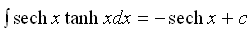 ∫ sech x tanh xdx = − sech x + c